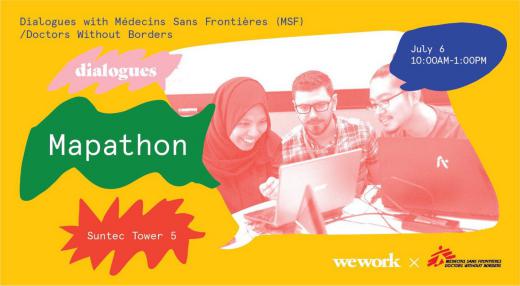 Dialogues with Médecins Sans Frontières (MSF)
/Doctors Without Borders
dialogues
July 6
10:00AM-1:00PM
Mapathon
Suntec Tower 5
wework × MEDECINS SANS FRONTIERES
DOCTORS WITHOUT BORDERS